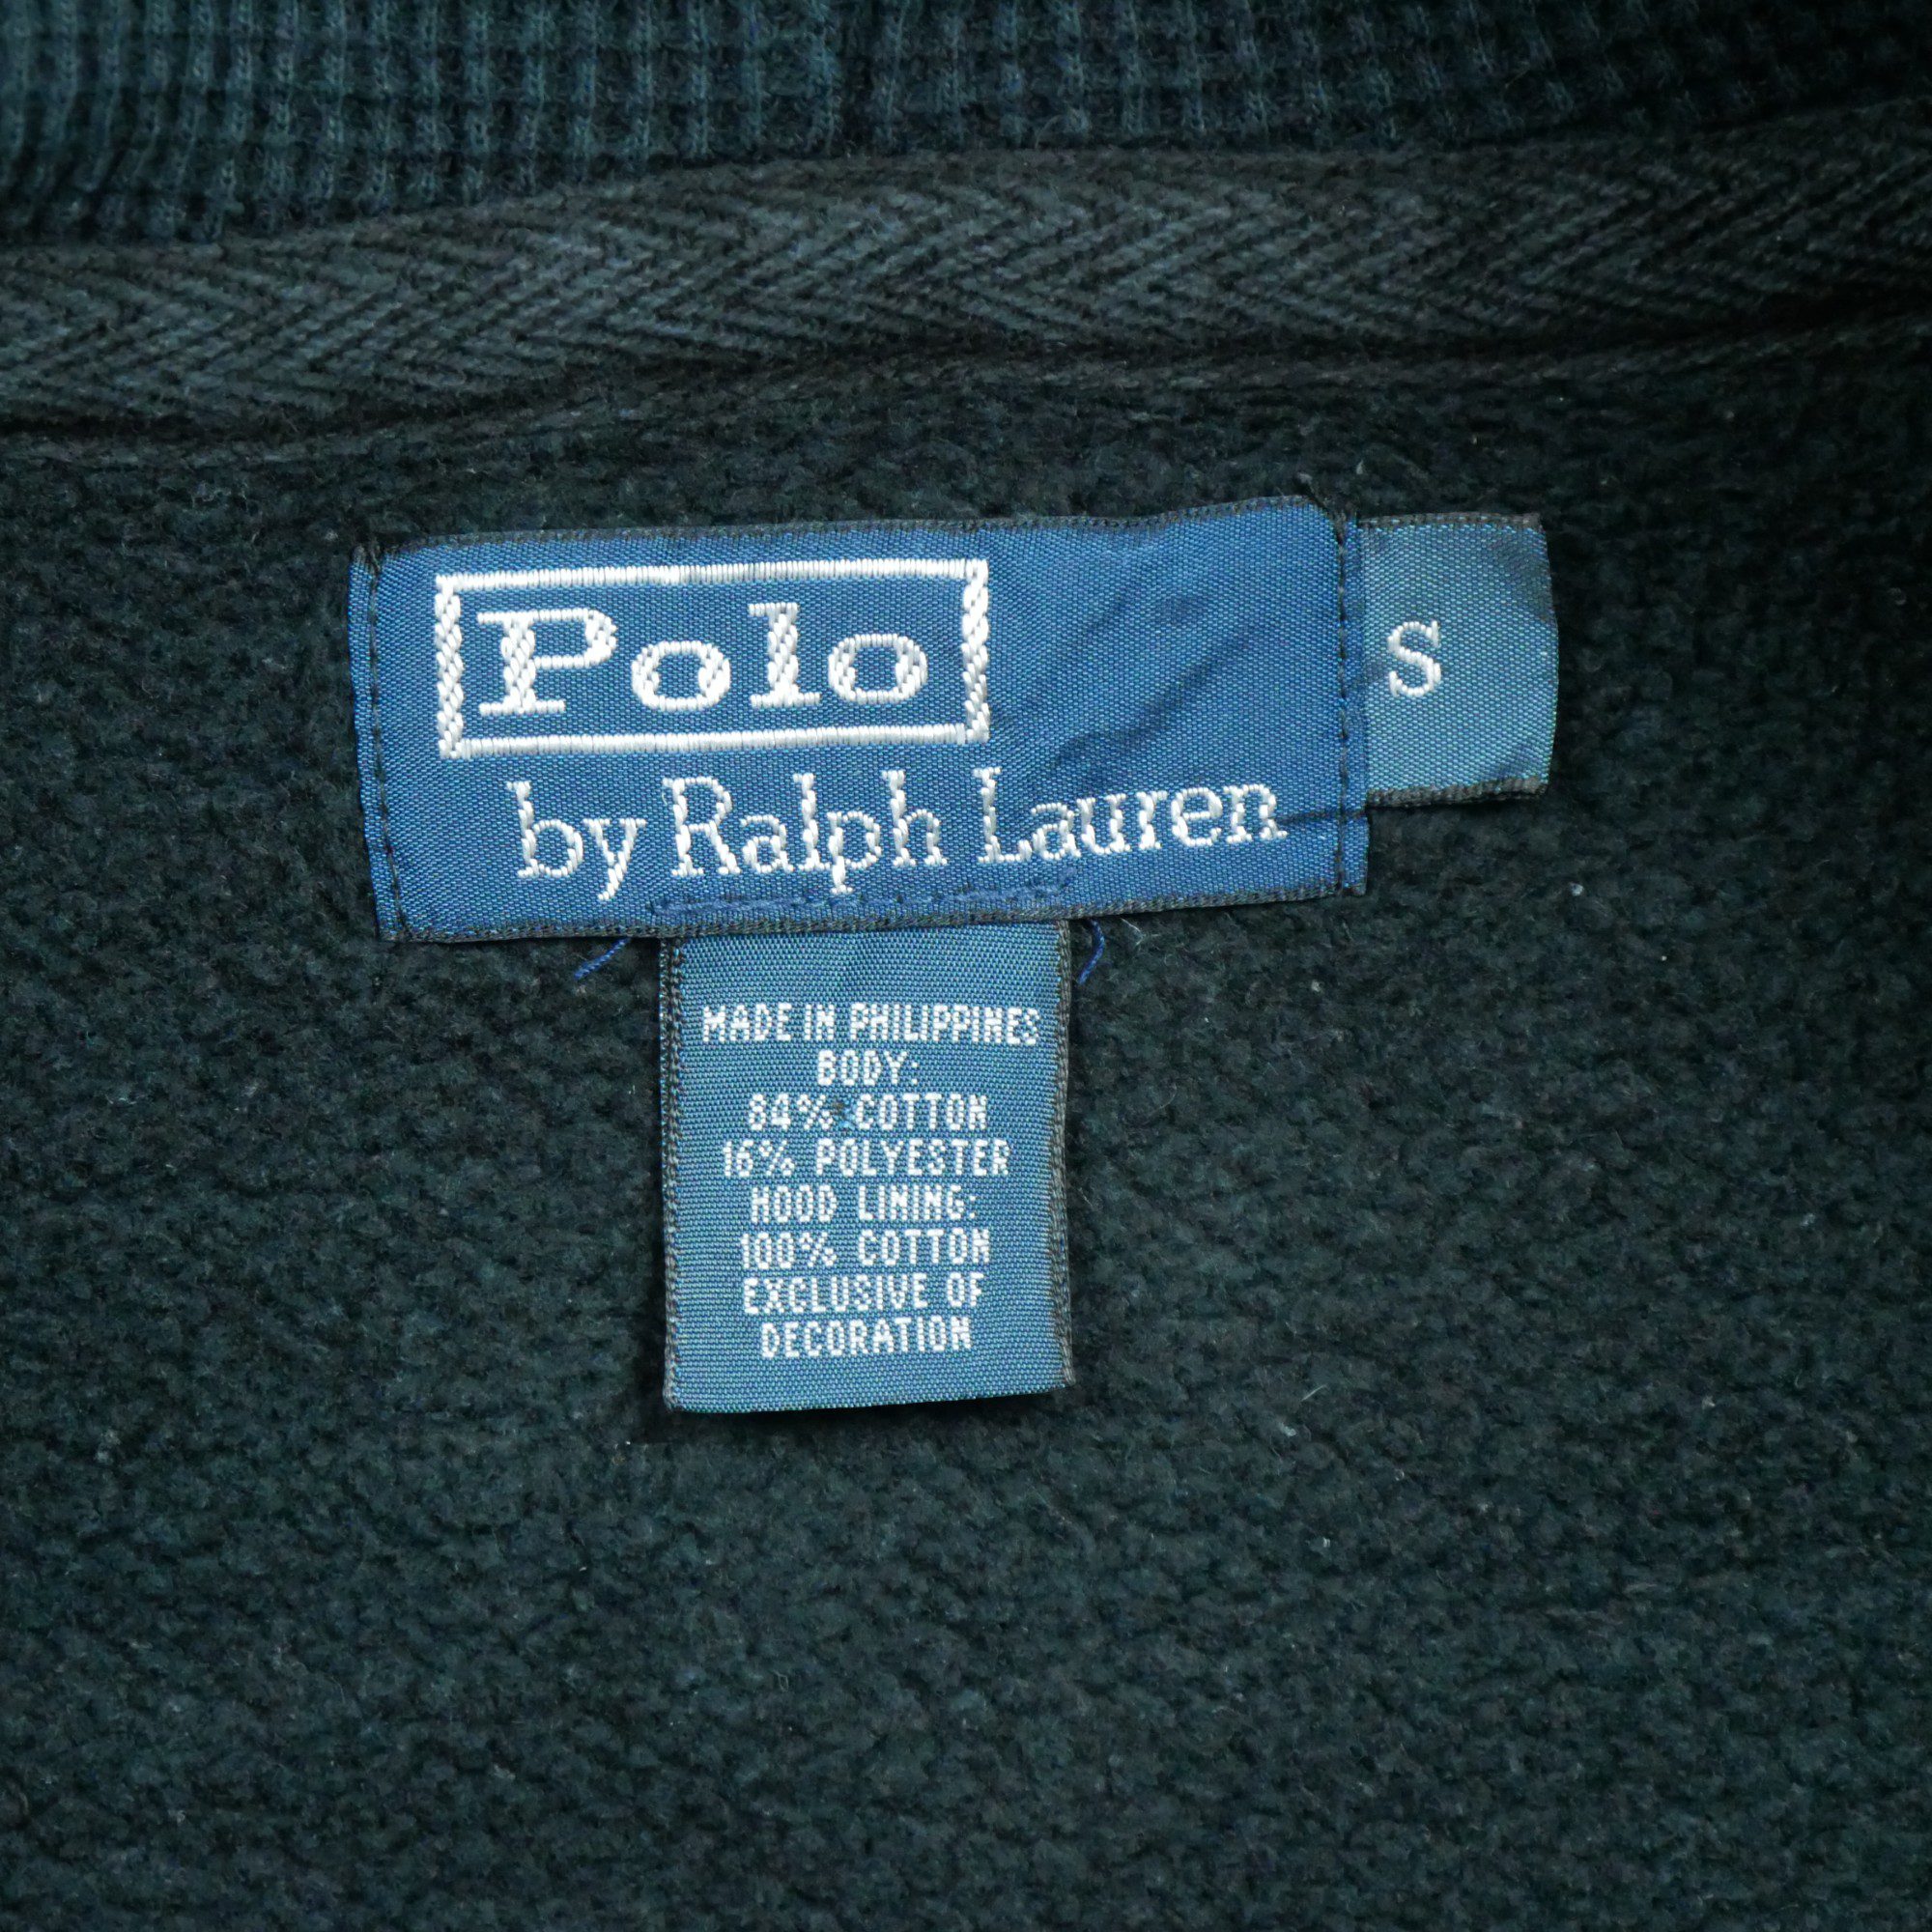 Polo
by Ralph Lauren
S
MADE IN PHILIPPINES
BODY:
84% COTTON
16% POLYESTER
HOOD LINING:
100% COTTON
EXCLUSIVE OF
DECORATION